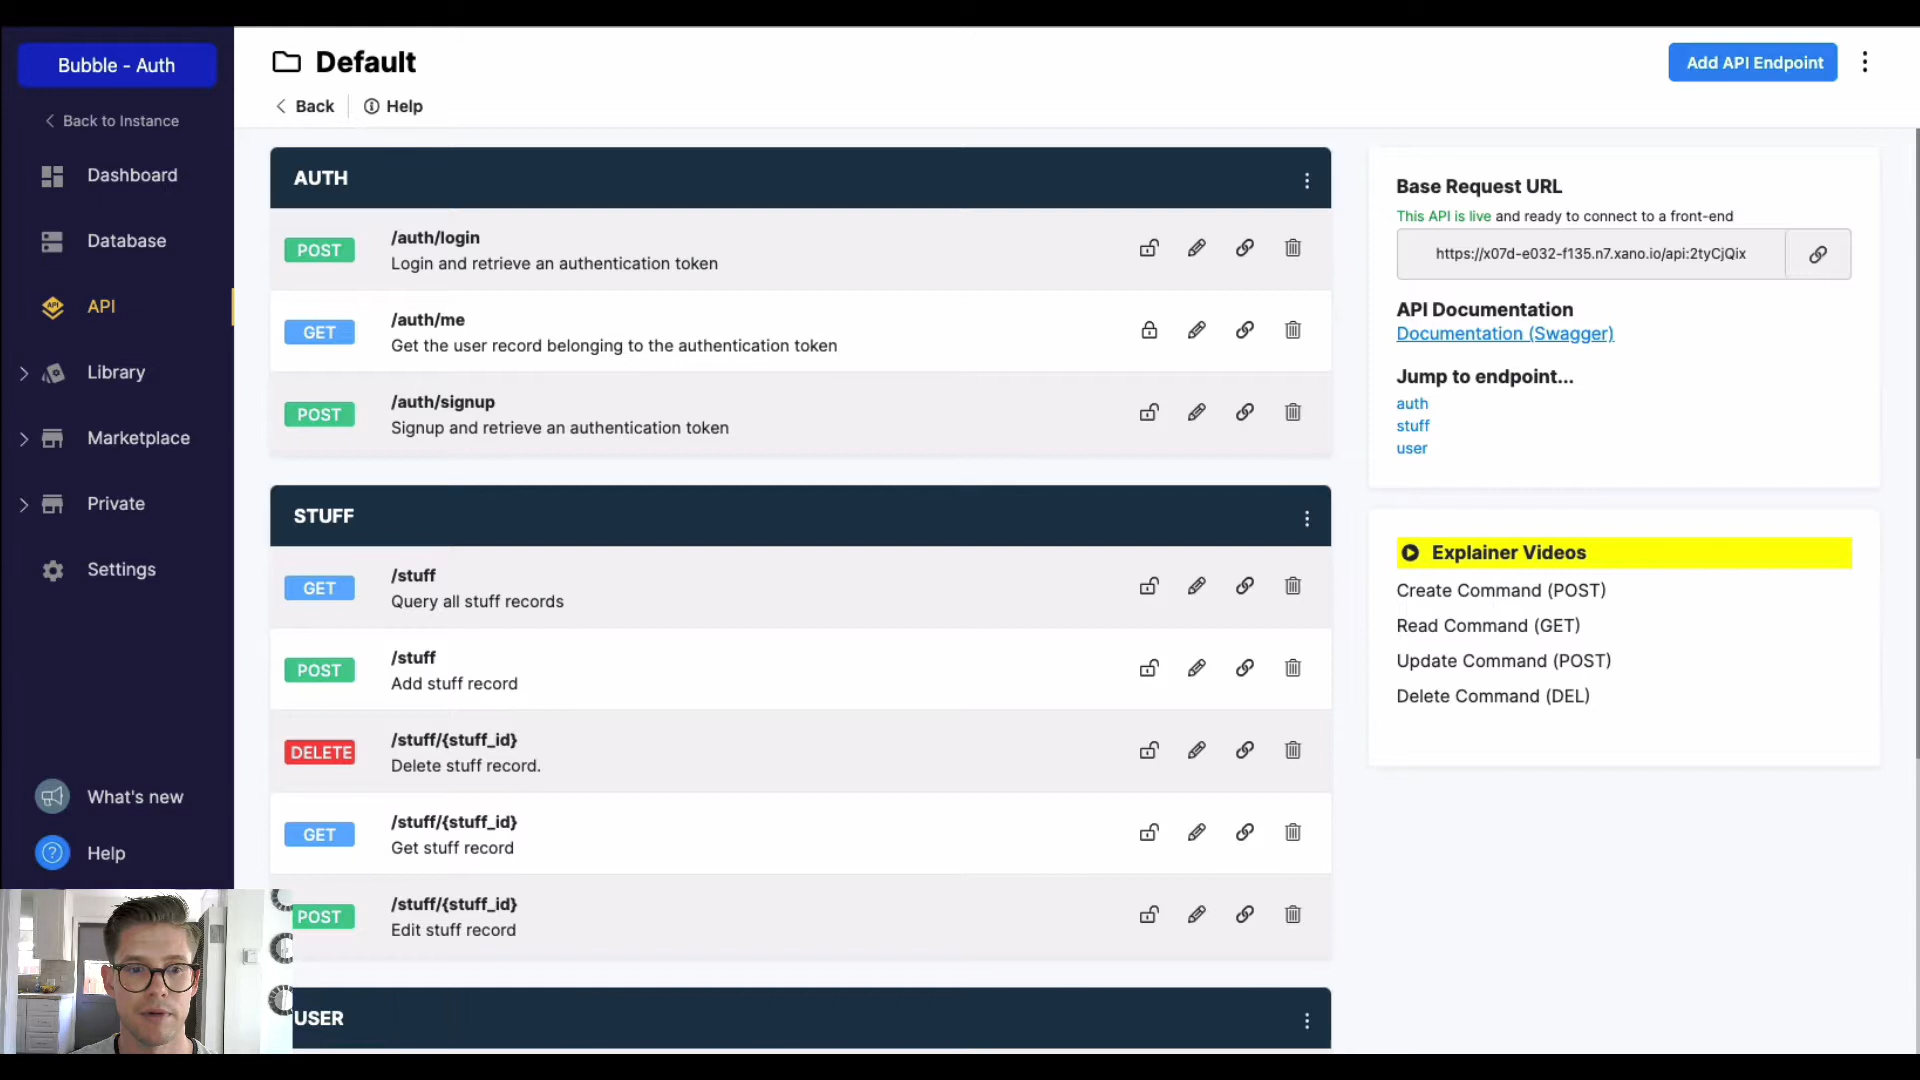 Bubble - Auth
Back to Instance
Dashboard
Database
API
API
Library
Marketplace
Private
Settings
What's new
Help
Default
Back
Help
Add API Endpoint
AUTH
POST
/auth/login
Login and retrieve an authentication token
GET
/auth/me
Get the user record belonging to the authentication token
POST
/auth/signup
Signup and retrieve an authentication token
STUFF
GET
/stuff
Query all stuff records
POST
/stuff
Add stuff record
DELETE
/stuff/{stuff_id}
Delete stuff record.
GET
/stuff/{stuff_id}
Get stuff record
POST
/stuff/{stuff_id}
Edit stuff record
USER
Base Request URL
This API is live and ready to connect to a front-end
https://x07d-e032-f135.n7.xano.io/api:2tyCjQix
API Documentation
Documentation (Swagger)
Jump to endpoint...
auth
stuff
user
Explainer Videos
Create Command (POST)
Read Command (GET)
Update Command (POST)
Delete Command (DEL)